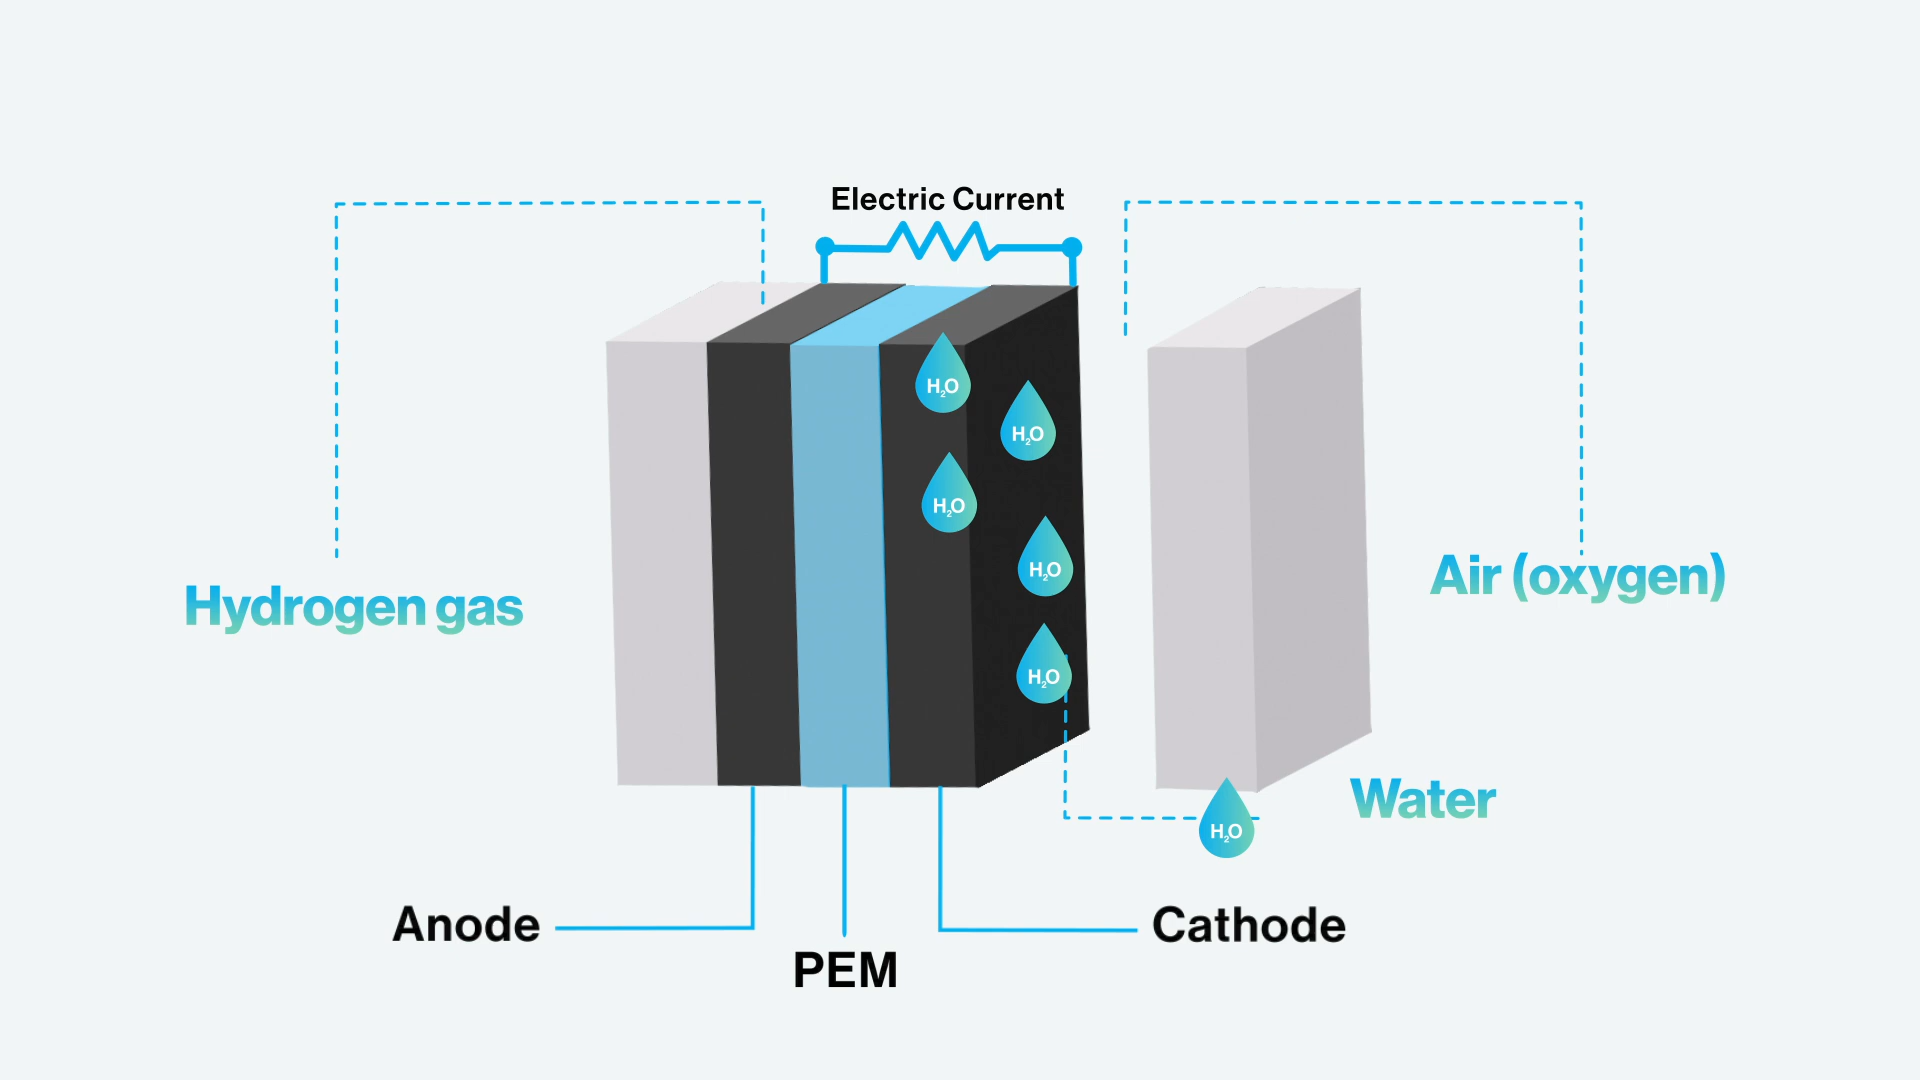 Electric Current
H₂O
H₂O
H₂O
H₂O
H₂O
Hydrogen gas
Air (oxygen)
Water
H₂O
Anode
Cathode
PEM